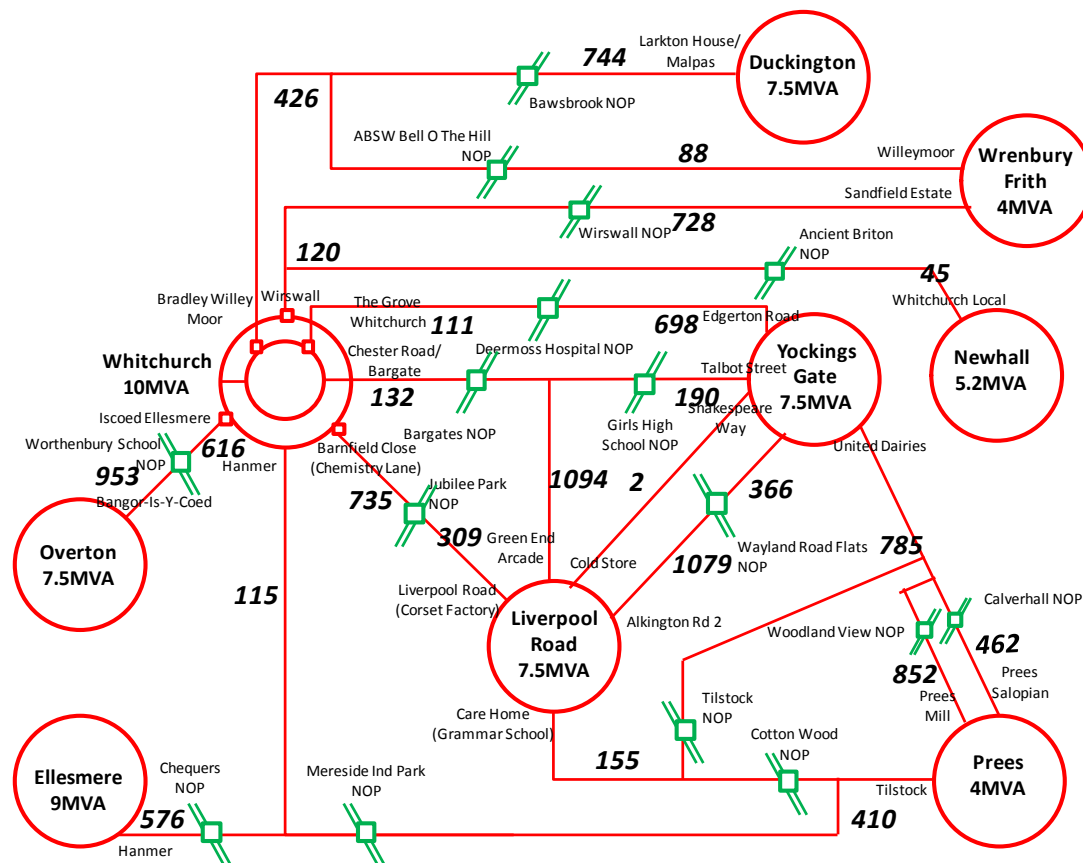 744
Larkton House/
Malpas
Duckington
7.5MVA
426
Bawsbrook NOP
ABSW Bell O The Hill
NOP
88
Willeymoor
Wrenbury
Frith
4MVA
Sandfield Estate
Wirswall NOP
728
120
Ancient Briton
NOP
45
Whitchurch Local
Newhall
5.2MVA
Bradley Willey
Moor
Wirswall
The Grove
Whitchurch
111
Deermoss Hospital NOP
698
Edgerton Road
Whitchurch
10MVA
Chester Road/
Bargate
132
Bargates NOP
Talbot Street
190
Girls High
School NOP
Yockings
Gate
7.5MVA
Shakespeare
Way
United Dairies
Iscoed Ellesmere
Worthenbury School
NOP
616
953
Hanmer
Bangor-Is-Y-Coed
Overton
7.5MVA
Barnfield Close
(Chemistry Lane)
735
Jubilee Park
NOP
309
Green End
Arcade
1094
2
366
Cold Store
1079
Wayland Road Flats
NOP
785
115
Liverpool Road
(Corset Factory)
Liverpool
Road
7.5MVA
Alkington Rd 2
Calverhall NOP
Woodland View NOP
462
852
Prees
Mill
Prees
Salopian
Care Home
(Grammar School)
Tilstock
NOP
155
Cotton Wood
NOP
Tilstock
Prees
4MVA
410
Ellesmere
9MVA
Chequers
NOP
576
Hanmer
Mereside Ind Park
NOP